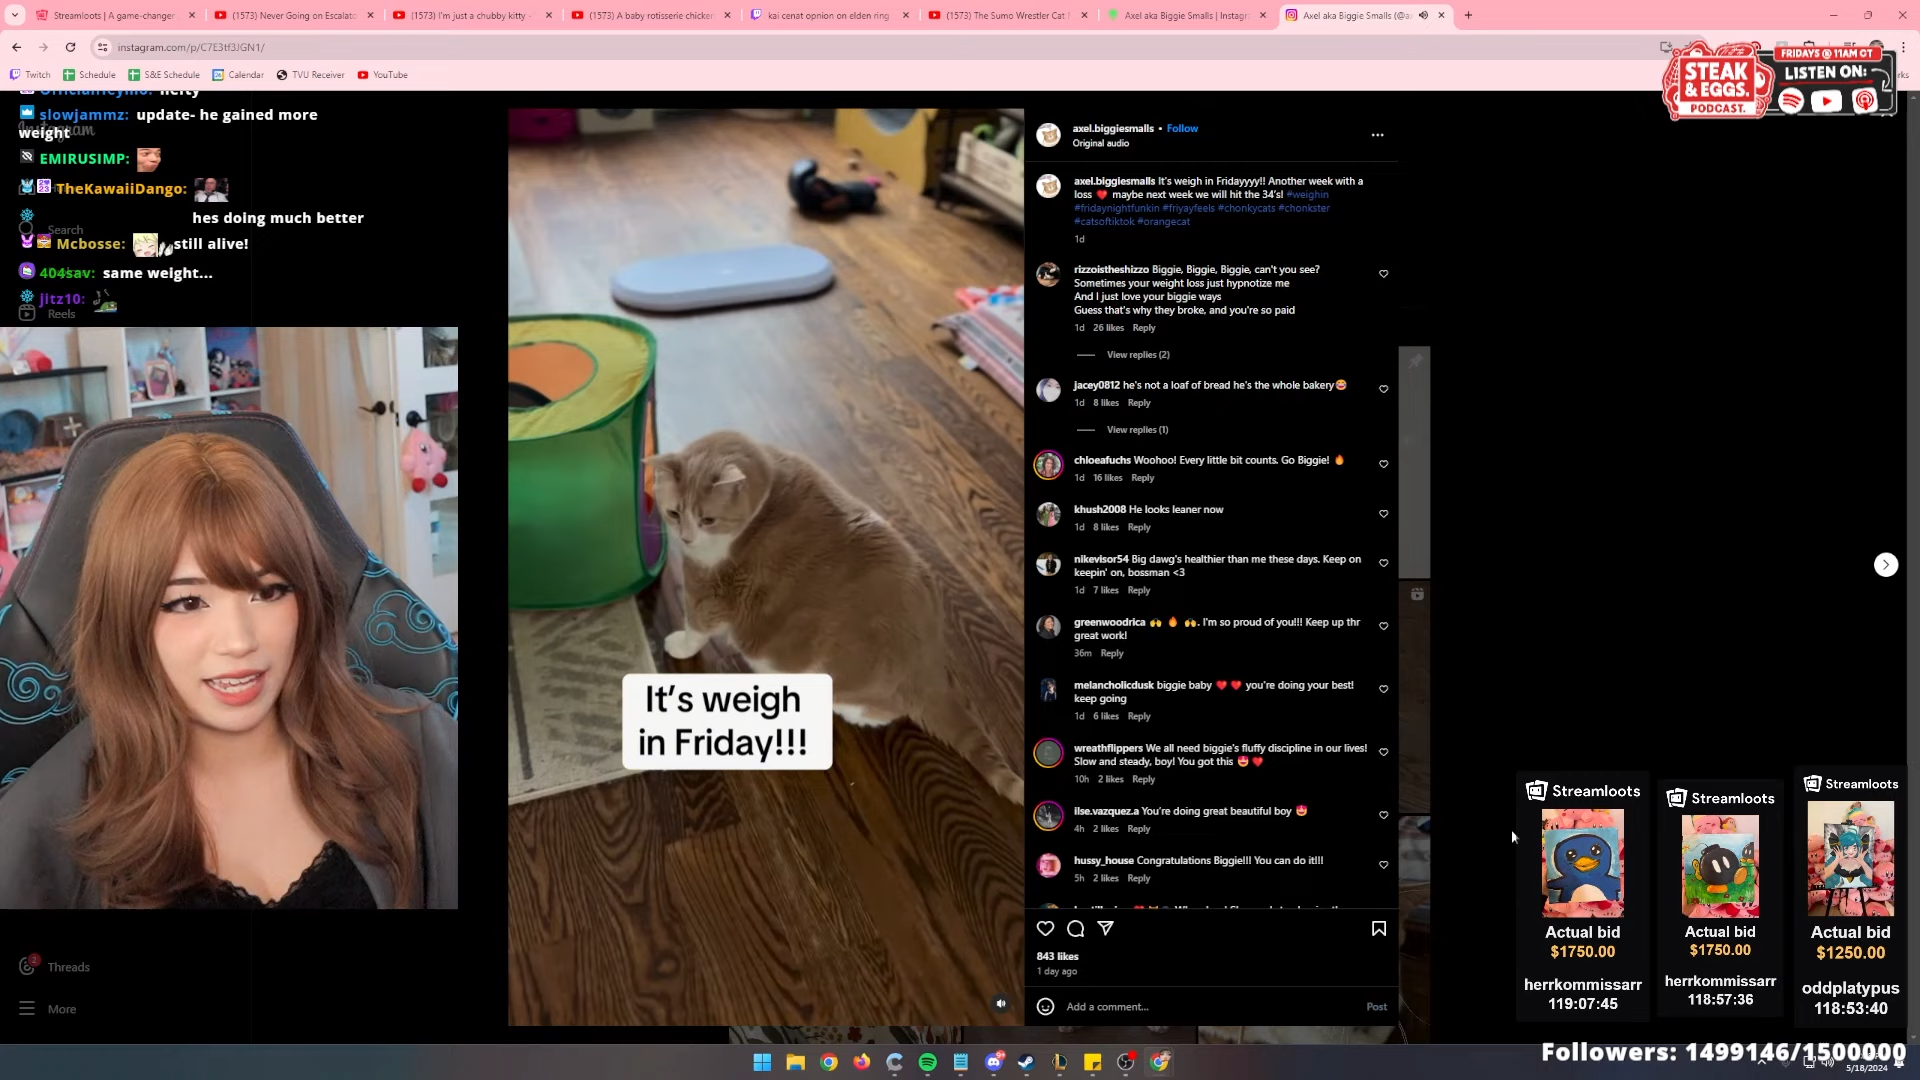 Streamloots | A game-changer
(1573) Never Going on Escalato
(1573) I'm just a chubby kitty -
(1573) A baby rotisserie chicken
kai cenat opnion on elden ring
(1573) The Sumo Wrestler Cat
Axel aka Biggie Smalls | Instagr
Axel aka Biggie Smalls (@a
instagram.com/p/C7E3tf3JGN1/
Twitch
Schedule
S&E Schedule
Calendar
TVU Receiver
YouTube
STEAK
& EGGS.
PODCAST.
FRIDAYS @ 11AM CT
LISTEN ON:
slowjammz: update- he gained more
weight
EMIRUSIMP:
TheKawaiiDango:
hes doing much better
Search
Mcbosse: still alive!
404sav: same weight...
jitz10:
Reels
Threads
2
More
It's weigh
in Friday!!!
axel.biggiesmalls • Follow
Original audio
axel.biggiesmalls It's weigh in Fridayyyy!! Another week with a
loss ❤️ maybe next week we will hit the 34's! #weighin
#fridaynightfunkin #friyayfeels #chonkycats #chonkster
#catsoftiktok #orangecat
1d
rizzoistheshizzo Biggie, Biggie, Biggie, can't you see?
Sometimes your weight loss just hypnotize me
And I just love your biggie ways
Guess that's why they broke, and you're so paid
1d 26 likes Reply
View replies (2)
jacey0812 he's not a loaf of bread he's the whole bakery😂
1d 8 likes Reply
View replies (1)
chloeafuchs Woohoo! Every little bit counts. Go Biggie! 🔥
1d 16 likes Reply
khush2008 He looks leaner now
1d 8 likes Reply
nikevisor54 Big dawg's healthier than me these days. Keep on
keepin' on, bossman <3
1d 7 likes Reply
greenwoodrica 🙌 🔥 🙌. I'm so proud of you!!! Keep up thr
great work!
36m Reply
melancholicdusk biggie baby ❤️ ❤️ you're doing your best!
keep going
1d 6 likes Reply
wreathflippers We all need biggie's fluffy discipline in our lives!
Slow and steady, boy! You got this 😍 ❤️
10h 2 likes Reply
ilse.vazquez.a You're doing great beautiful boy 😍
4h 2 likes Reply
hussy_house Congratulations Biggie!!! You can do it!!!
5h 2 likes Reply
843 likes
1 day ago
Add a comment...
Post
Streamloots
Actual bid
$1750.00
herrkommissarr
119:07:45
Streamloots
Actual bid
$1750.00
herrkommissarr
118:57:36
Streamloots
Actual bid
$1250.00
oddplatypus
118:53:40
Followers: 1499146/1500000
5/18/2024